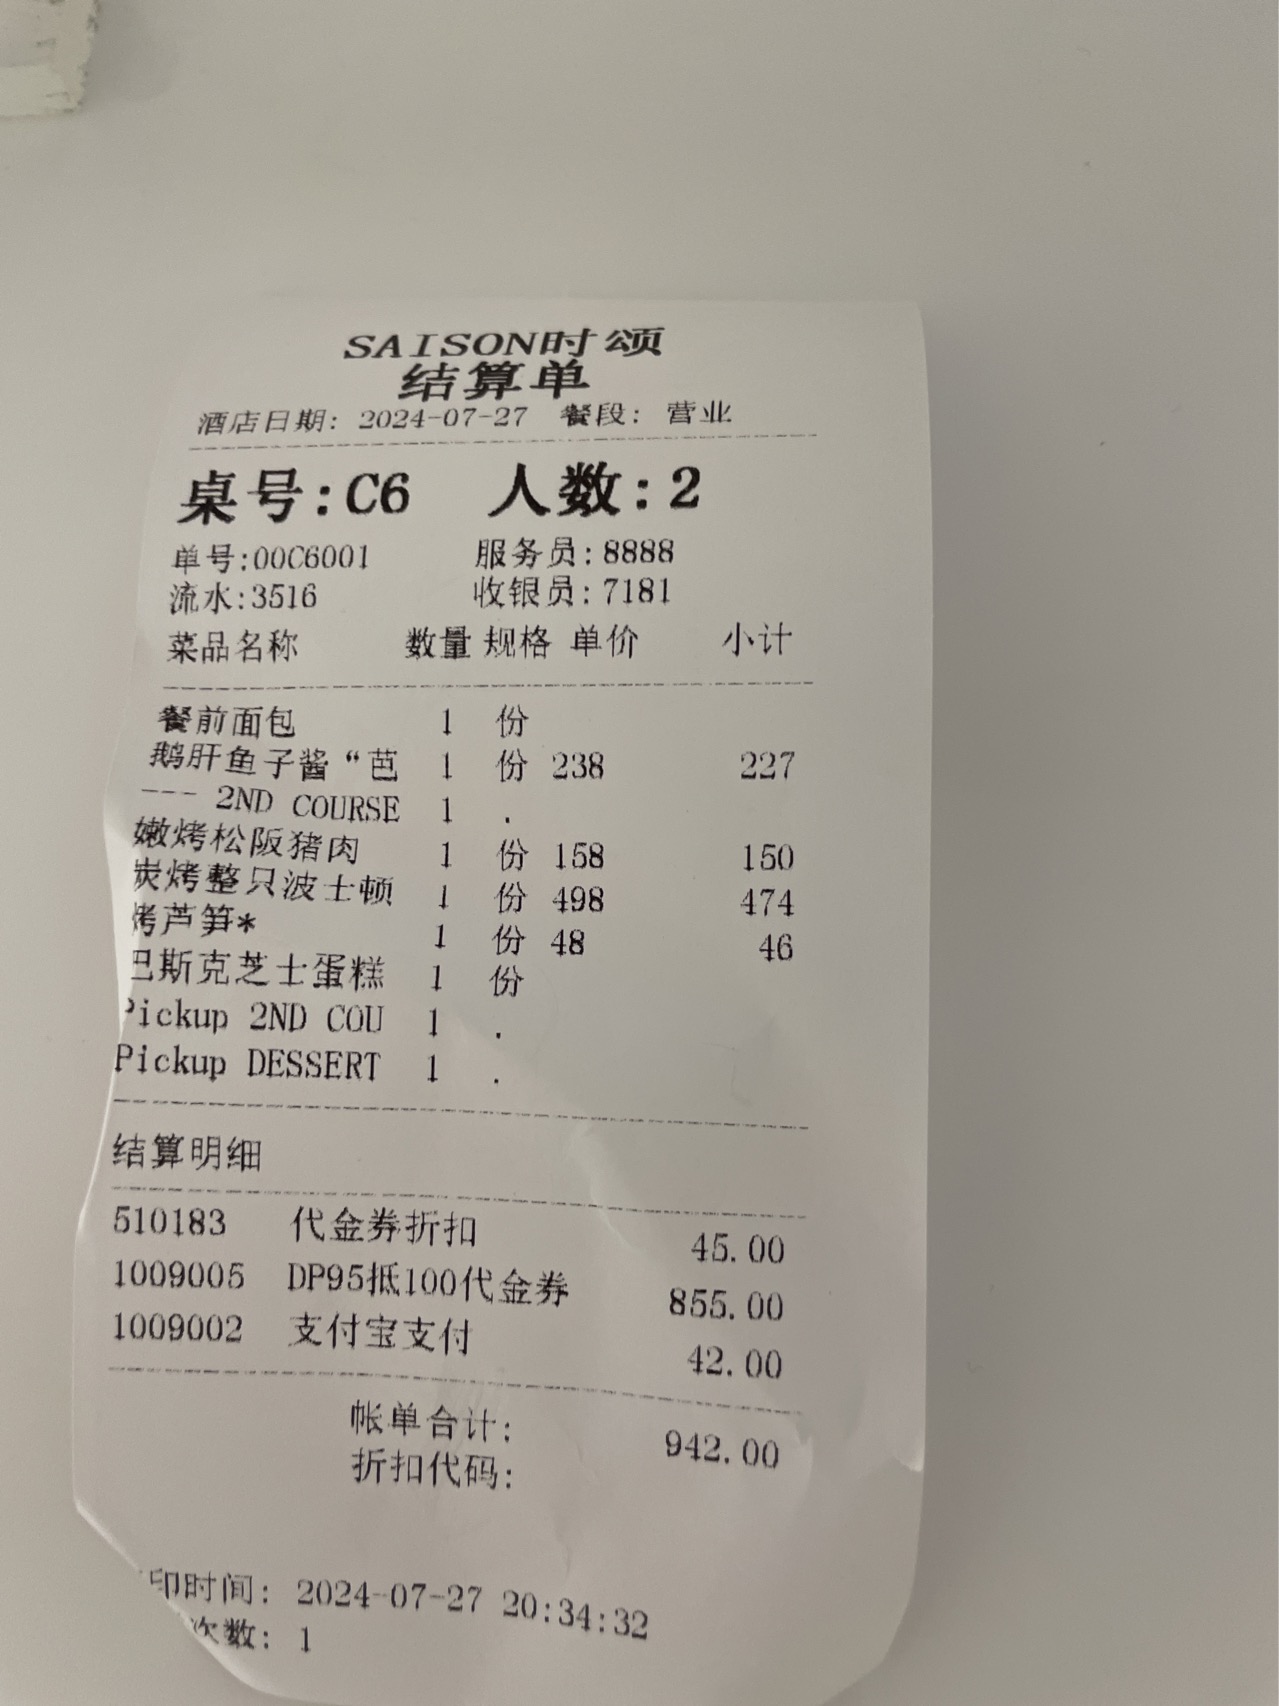 SAISON时颂
结算单
酒店日期: 2024-07-27 餐段: 营业
桌号:C6 人数:2
单号:00C6001 服务员:8888
流水:3516 收银员:7181
菜品名称 数量 规格 单价 小计
餐前面包 1 份
鹅肝鱼子酱“芭 1 份 238 227
--- 2ND COURSE 1 .
嫩烤松阪猪肉 1 份 158 150
炭烤整只波士顿 1 份 498 474
烤芦笋* 1 份 48 46
巴斯克芝士蛋糕 1 份
Pickup 2ND COU 1 .
Pickup DESSERT 1 .
结算明细
510183 代金券折扣 45.00
1009005 DP95抵100代金券 855.00
1009002 支付宝支付 42.00
帐单合计: 942.00
折扣代码:
印时间: 2024-07-27 20:34:32
次数: 1